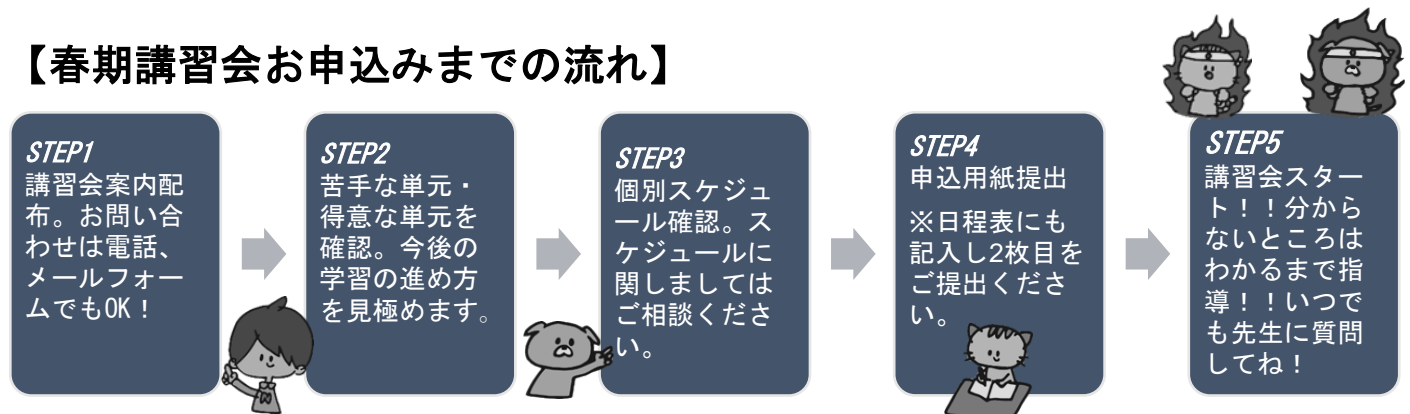 【春期講習会お申込みまでの流れ】
STEP1
講習会案内配
布。お問い合
わせは電話、
メールフォー
ムでもOK！
STEP2
苦手な単元・
得意な単元を
確認。今後の
学習の進め方
を見極めます。
STEP3
個別スケジュ
ール確認。ス
ケジュールに
関しましては
ご相談くださ
い。
STEP4
申込用紙提出
※日程表にも
記入し2枚目を
ご提出くださ
い。
STEP5
講習会スター
ト！！分から
ないところは
わかるまで指
導！！いつで
も先生に質問
してね！